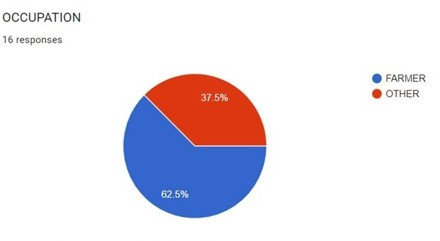 OCCUPATION
16 responses
FARMER
OTHER
37.5%
62.5%